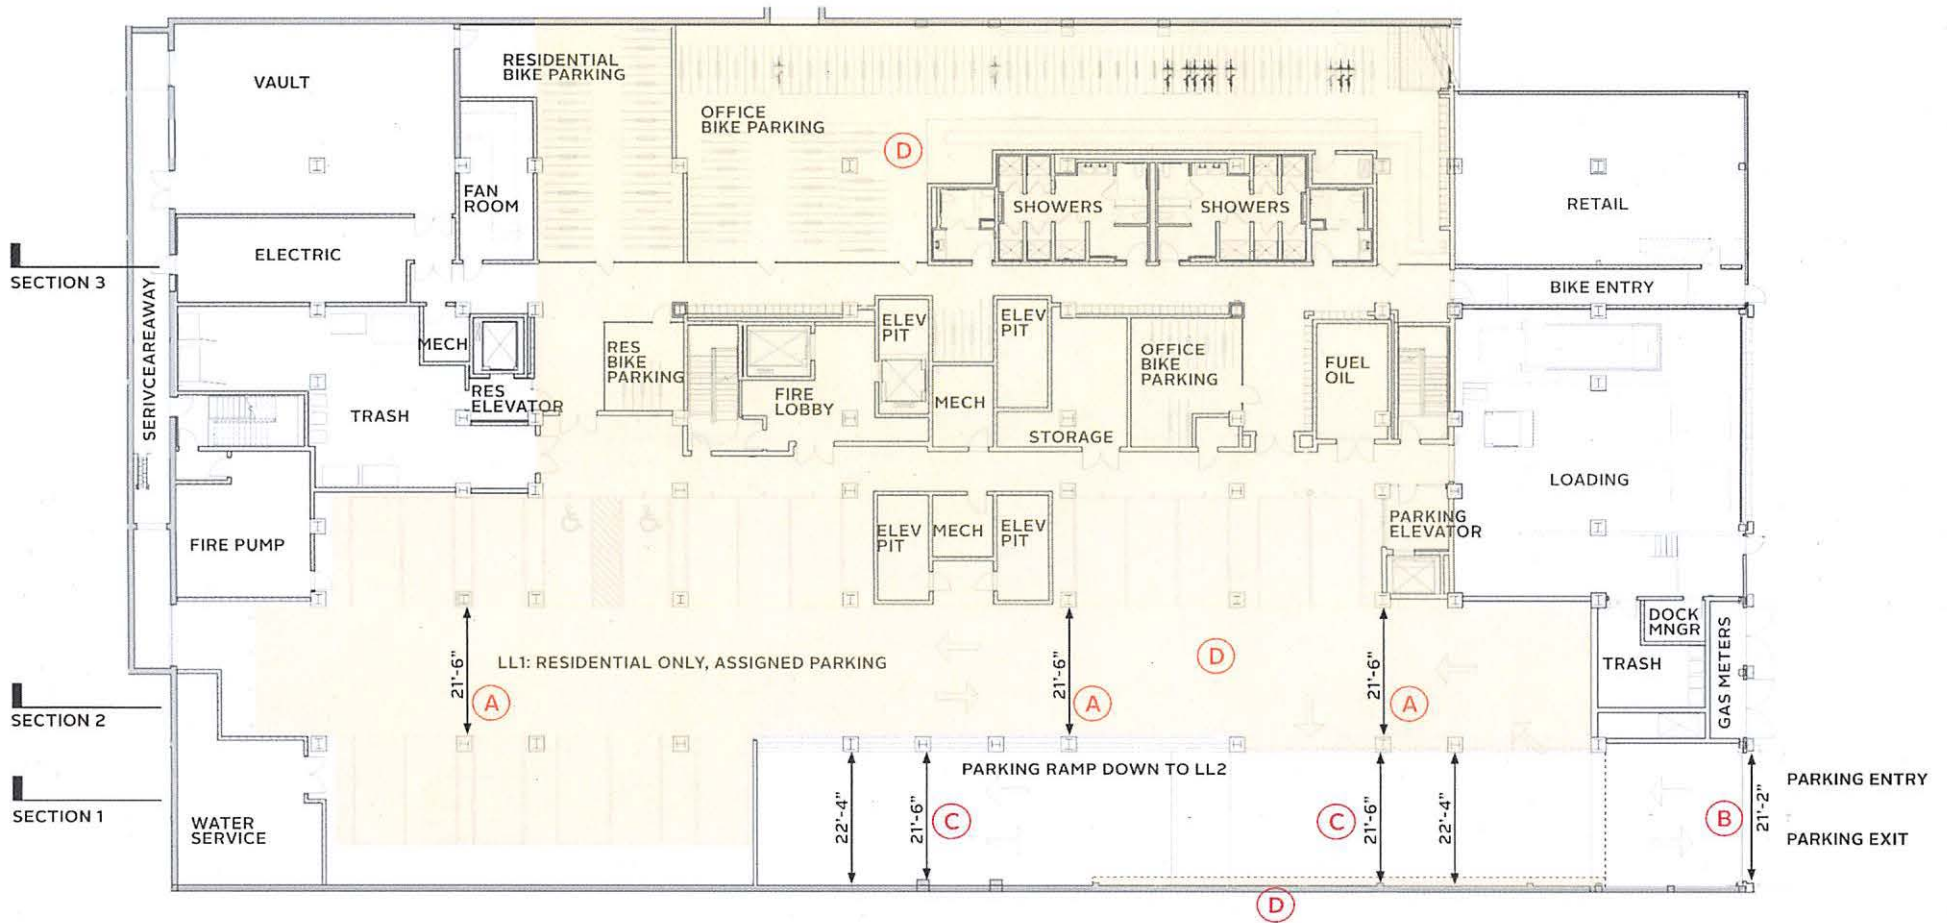 VAULT
RESIDENTIAL
BIKE PARKING
OFFICE
BIKE PARKING
D
FAN
ROOM
SHOWERS
SHOWERS
RETAIL
ELECTRIC
SECTION 3
SERIVCEAREAWAY
BIKE ENTRY
MECH
RES
ELEVATOR
RES
BIKE
PARKING
ELEV
PIT
ELEV
PIT
FIRE
LOBBY
MECH
OFFICE
BIKE
PARKING
FUEL
OIL
TRASH
STORAGE
LOADING
FIRE PUMP
ELEV
PIT
MECH
ELEV
PIT
PARKING
ELEVATOR
DOCK
MNGR
GAS METERS
TRASH
LL1: RESIDENTIAL ONLY, ASSIGNED PARKING
21'-6"
A
21'-6"
A
D
21'-6"
A
SECTION 2
PARKING RAMP DOWN TO LL2
SECTION 1
WATER
SERVICE
22'-4"
21'-6"
C
C
21'-6"
22'-4"
B
21'-2"
PARKING ENTRY
PARKING EXIT
D